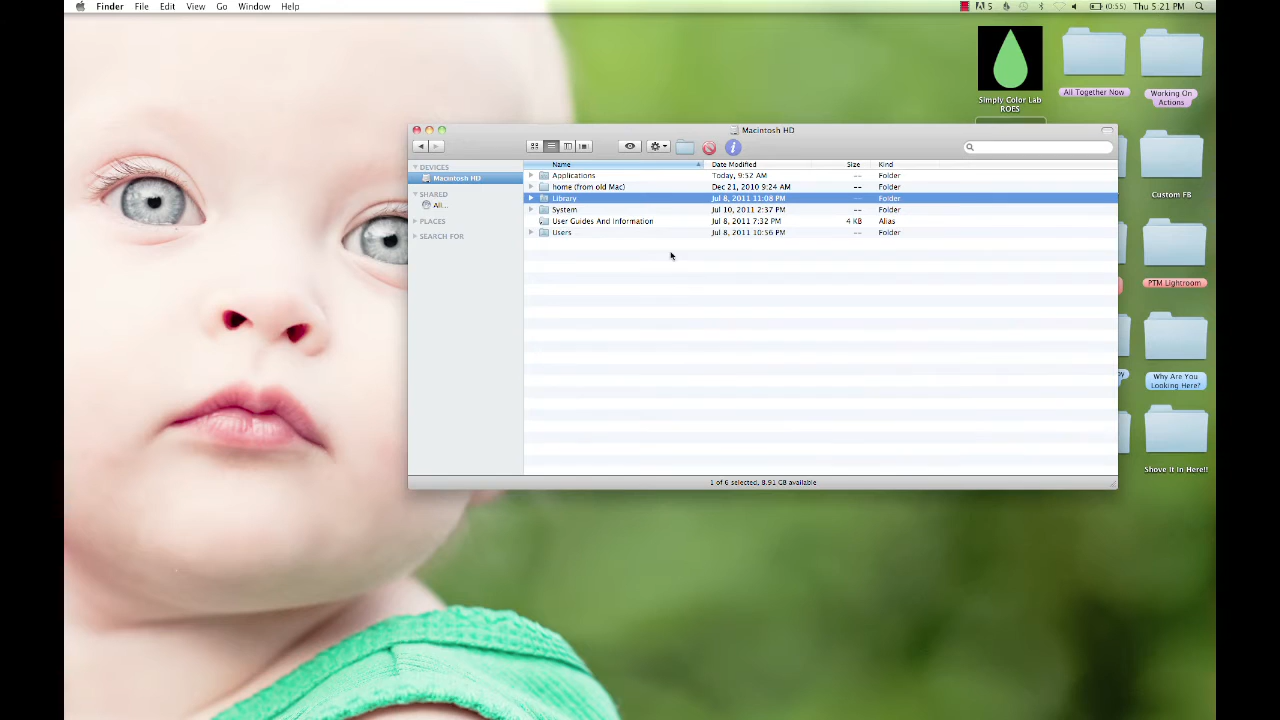 Finder File Edit View Go Window Help
5 (0:55) Thu 5:21 PM
Simply Color Lab
ROES
All Together Now
Working On
Actions
Macintosh HD
DEVICES
Macintosh HD
SHARED
All...
PLACES
SEARCH FOR
Name Date Modified Size Kind
Applications Today, 9:52 AM -- Folder
home (from old Mac) Dec 21, 2010 9:24 AM -- Folder
Library Jul 8, 2011 11:08 PM -- Folder
System Jul 10, 2011 2:37 PM -- Folder
User Guides And Information Jul 8, 2011 7:32 PM 4 KB Alias
Users Jul 8, 2011 10:56 PM -- Folder
1 of 6 selected, 8.91 GB available
Custom FB
PTM Lightroom
Why Are You
Looking Here?
Shove It In Here!!